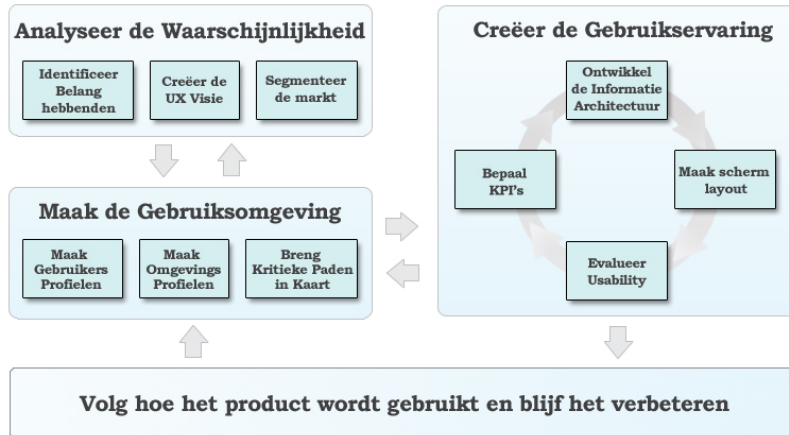 Analyseer de Waarschijnlijkheid
Identificeer
Belang
hebbenden
Creëer de
UX Visie
Segmenteer
de markt
Maak de Gebruiksomgeving
Maak
Gebruikers
Profielen
Maak
Omgevings
Profielen
Breng
Kritieke Paden
in Kaart
Creëer de Gebruikservaring
Ontwikkel
de Informatie
Architectuur
Bepaal
KPI's
Maak scherm
layout
Evalueer
Usability
Volg hoe het product wordt gebruikt en blijf het verbeteren